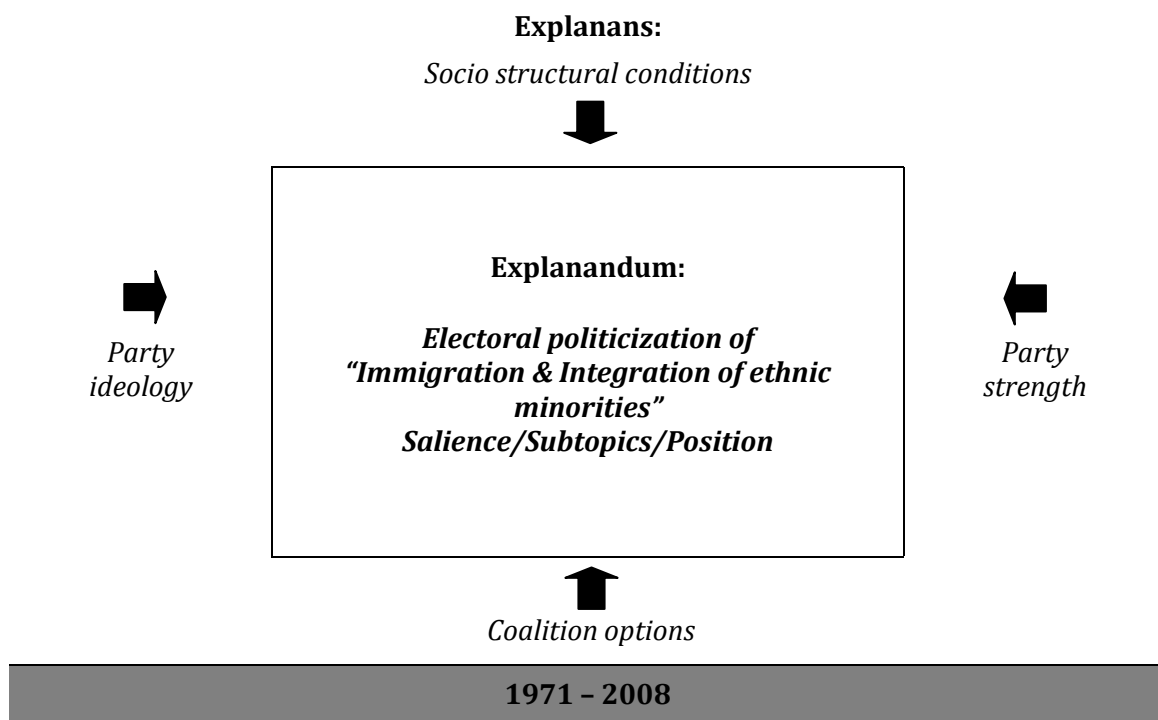 Explanans:
Socio structural conditions
Explanandum:
Electoral politicization of
“Immigration & Integration of ethnic
minorities”
Salience/Subtopics/Position
Party
ideology
Party
strength
Coalition options
1971 – 2008